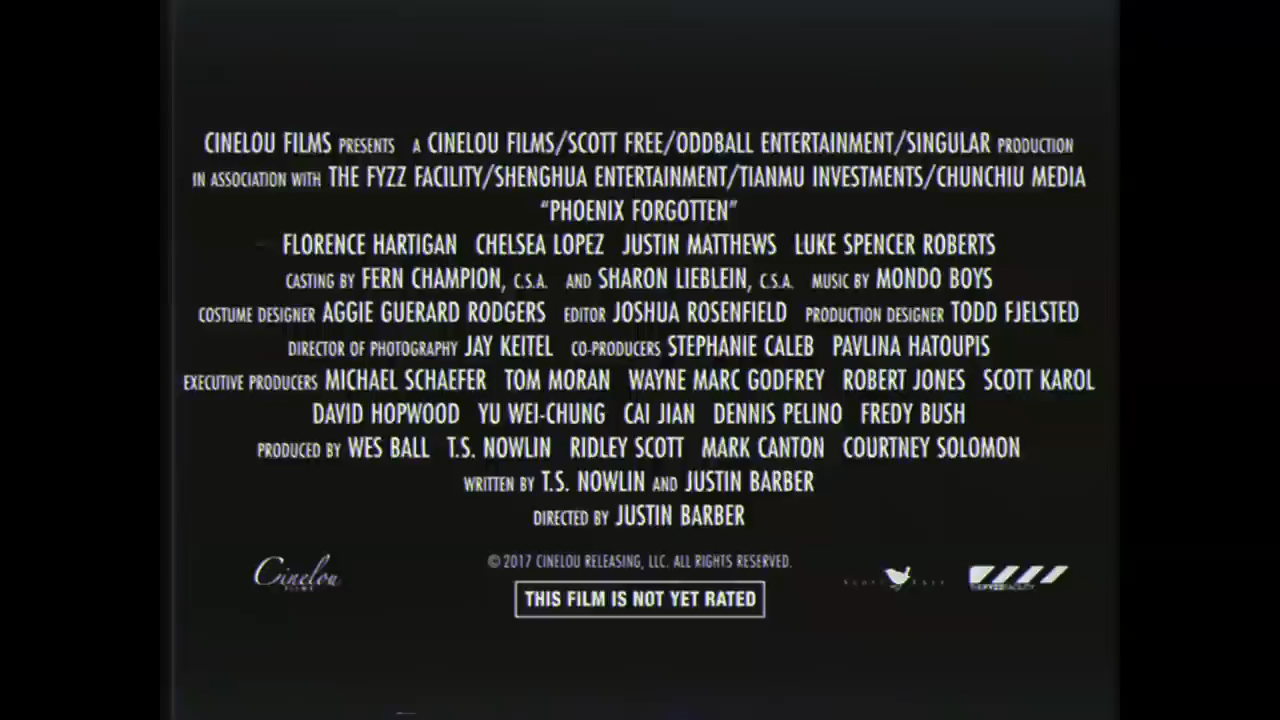 CINELOU FILMS PRESENTS A CINELOU FILMS/SCOTT FREE/ODDBALL ENTERTAINMENT/SINGULAR PRODUCTION
IN ASSOCIATION WITH THE FYZZ FACILITY/SHENGHUA ENTERTAINMENT/TIANMU INVESTMENTS/CHUNCHIU MEDIA
“PHOENIX FORGOTTEN”
FLORENCE HARTIGAN CHELSEA LOPEZ JUSTIN MATTHEWS LUKE SPENCER ROBERTS
CASTING BY FERN CHAMPION, C.S.A. AND SHARON LIEBLEIN, C.S.A. MUSIC BY MONDO BOYS
COSTUME DESIGNER AGGIE GUERARD RODGERS EDITOR JOSHUA ROSENFIELD PRODUCTION DESIGNER TODD FJELSTED
DIRECTOR OF PHOTOGRAPHY JAY KEITEL CO-PRODUCERS STEPHANIE CALEB PAVLINA HATOUPIS
EXECUTIVE PRODUCERS MICHAEL SCHAEFER TOM MORAN WAYNE MARC GODFREY ROBERT JONES SCOTT KAROL
DAVID HOPWOOD YU WEI-CHUNG CAI JIAN DENNIS PELINO FREDY BUSH
PRODUCED BY WES BALL T.S. NOWLIN RIDLEY SCOTT MARK CANTON COURTNEY SOLOMON
WRITTEN BY T.S. NOWLIN AND JUSTIN BARBER
DIRECTED BY JUSTIN BARBER
© 2017 CINELOU RELEASING, LLC. ALL RIGHTS RESERVED.
Cinelou
FILMS
THIS FILM IS NOT YET RATED